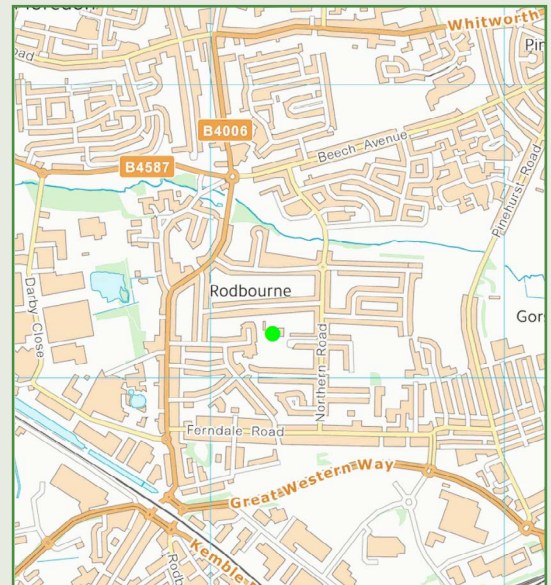 Whitworth
B4006
Beech Avenue
B4587
Pinehurst Road
Rodbourne
Darby Close
Northern Road
Ferndale Road
Great Western Way